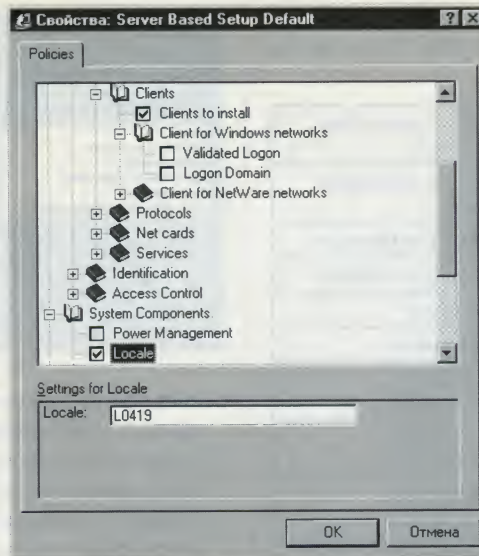 Свойства: Server Based Setup Default
Policies
Clients
Clients to install
Client for Windows networks
Validated Logon
Logon Domain
Client for NetWare networks
Protocols
Net cards
Services
Identification
Access Control
System Components
Power Management
Locale
Settings for Locale
Locale: L0419
OK Отмена